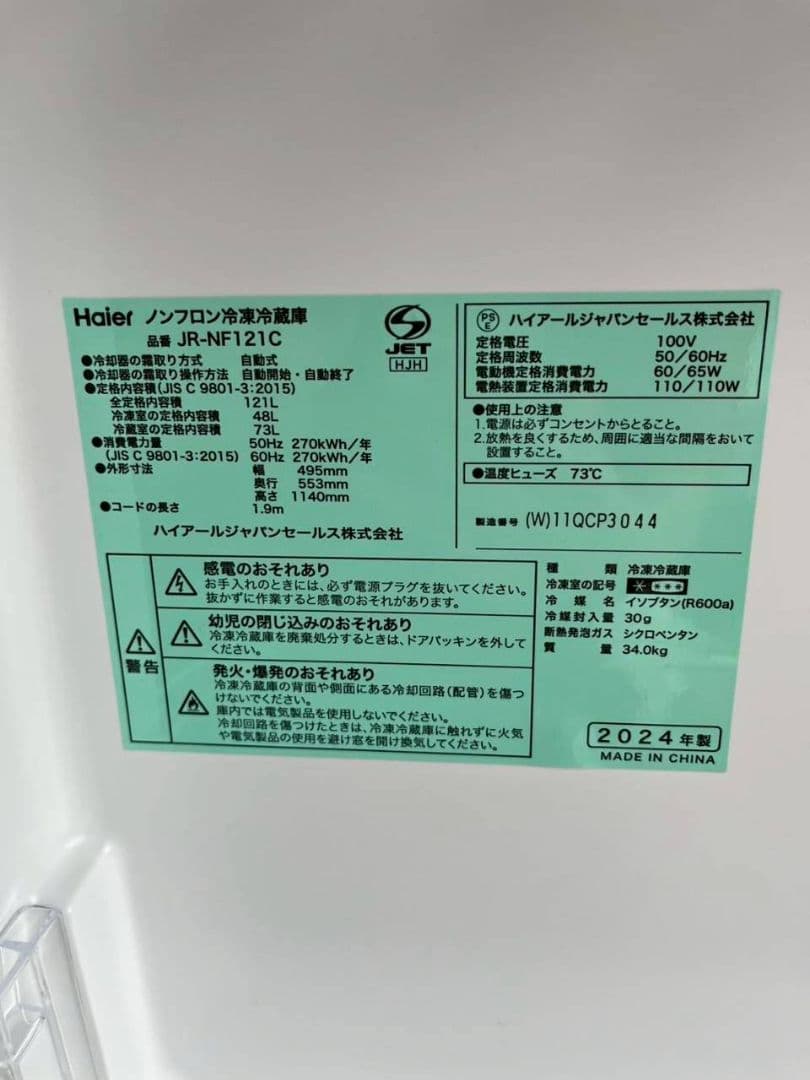 Haier ノンフロン冷凍冷蔵庫
品番 JR-NF121C
●冷却器の霜取り方式 自動式
●冷却器の霜取り操作方法 自動開始・自動終了
●定格内容積(JIS C 9801-3:2015)
全定格内容積 121L
冷凍室の定格内容積 48L
冷蔵室の定格内容積 73L
●消費電力量 50Hz 270kWh/年
(JIS C 9801-3:2015) 60Hz 270kWh/年
●外形寸法 幅 495mm
奥行 553mm
高さ 1140mm
●コードの長さ 1.9m
ハイアールジャパンセールス株式会社
JET
HJH
PS
E
ハイアールジャパンセールス株式会社
定格電圧 100V
定格周波数 50/60Hz
電動機定格消費電力 60/65W
電熱装置定格消費電力 110/110W
●使用上の注意
1.電源は必ずコンセントからとること。
2.放熱を良くするため、周囲に適当な間隔をおいて
設置すること。
●温度ヒューズ 73℃
製造番号 (W)11QCP3044
警告
感電のおそれあり
お手入れのときには、必ず電源プラグを抜いてください。
抜かずに作業すると感電のおそれがあります。
幼児の閉じ込みのおそれあり
冷凍冷蔵庫を廃棄処分するときは、ドアパッキンを外して
ください。
発火・爆発のおそれあり
冷凍冷蔵庫の背面や側面にある冷却回路(配管)を傷つ
けないでください。
庫内では電気製品を使用しないでください。
冷却回路を傷つけたときは、冷凍冷蔵庫に触れずに火気
や電気製品の使用を避け窓を開け換気してください。
種類 冷凍冷蔵庫
冷凍室の記号
冷媒名 イソブタン(R600a)
冷媒封入量 30g
断熱発泡ガス シクロペンタン
質量 34.0kg
2024年製
MADE IN CHINA